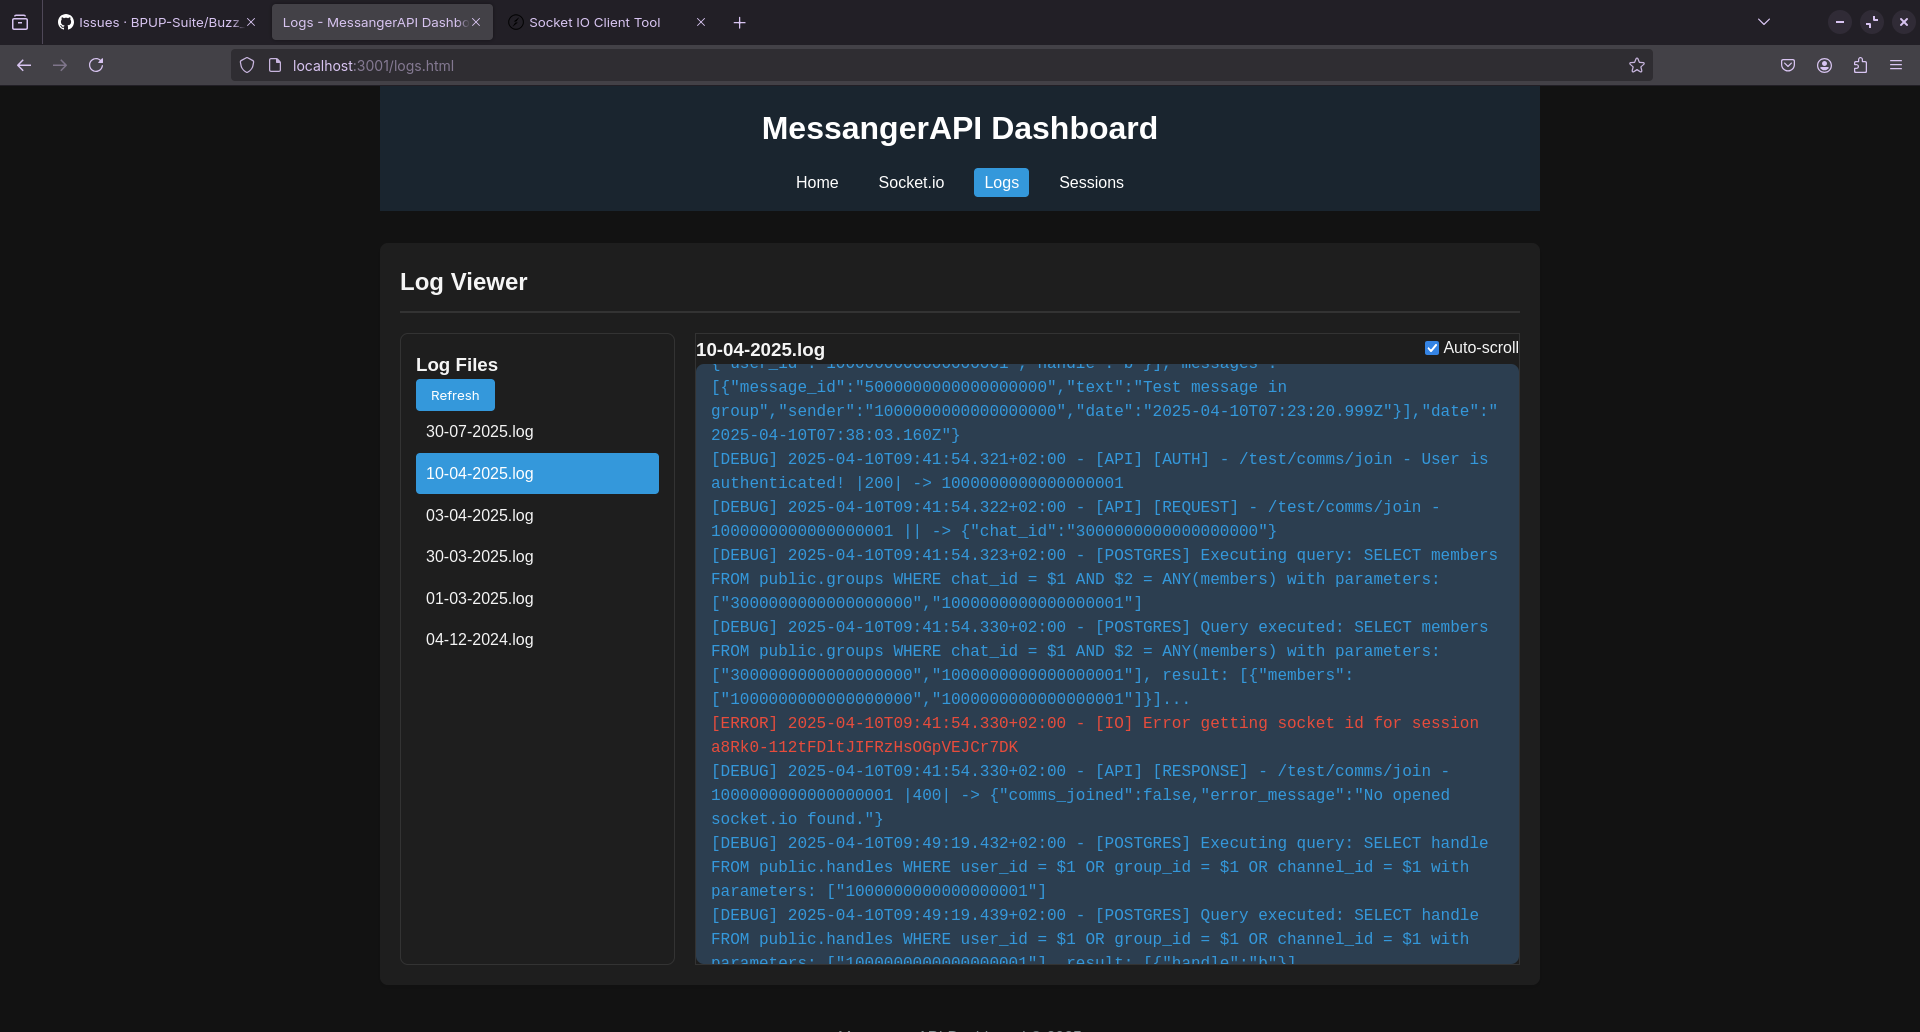 Issues · BPUP-Suite/Buzz
Logs - MessangerAPI Dashbo
Socket IO Client Tool
localhost:3001/logs.html
MessangerAPI Dashboard
Home
Socket.io
Logs
Sessions
Log Viewer
Log Files
Refresh
30-07-2025.log
10-04-2025.log
03-04-2025.log
30-03-2025.log
01-03-2025.log
04-12-2024.log
10-04-2025.log
Auto-scroll
{"user_id":"1000000000000000001","handle":"b"}],"messages":
[{"message_id":"5000000000000000000","text":"Test message in
group","sender":"1000000000000000000","date":"2025-04-10T07:23:20.999Z"}],"date":"
2025-04-10T07:38:03.160Z"}
[DEBUG] 2025-04-10T09:41:54.321+02:00 - [API] [AUTH] - /test/comms/join - User is
authenticated! |200| -> 1000000000000000001
[DEBUG] 2025-04-10T09:41:54.322+02:00 - [API] [REQUEST] - /test/comms/join -
1000000000000000001 || -> {"chat_id":"3000000000000000000"}
[DEBUG] 2025-04-10T09:41:54.323+02:00 - [POSTGRES] Executing query: SELECT members
FROM public.groups WHERE chat_id = $1 AND $2 = ANY(members) with parameters:
["3000000000000000000","1000000000000000001"]
[DEBUG] 2025-04-10T09:41:54.330+02:00 - [POSTGRES] Query executed: SELECT members
FROM public.groups WHERE chat_id = $1 AND $2 = ANY(members) with parameters:
["3000000000000000000","1000000000000000001"], result: [{"members":
["1000000000000000000","1000000000000000001"]}]...
[ERROR] 2025-04-10T09:41:54.330+02:00 - [IO] Error getting socket id for session
a8Rk0-112tFDltJIFRzHsOGpVEJCr7DK
[DEBUG] 2025-04-10T09:41:54.330+02:00 - [API] [RESPONSE] - /test/comms/join -
1000000000000000001 |400| -> {"comms_joined":false,"error_message":"No opened
socket.io found."}
[DEBUG] 2025-04-10T09:49:19.432+02:00 - [POSTGRES] Executing query: SELECT handle
FROM public.handles WHERE user_id = $1 OR group_id = $1 OR channel_id = $1 with
parameters: ["1000000000000000001"]
[DEBUG] 2025-04-10T09:49:19.439+02:00 - [POSTGRES] Query executed: SELECT handle
FROM public.handles WHERE user_id = $1 OR group_id = $1 OR channel_id = $1 with
parameters: ["1000000000000000001"], result: [{"handle":"b"}]